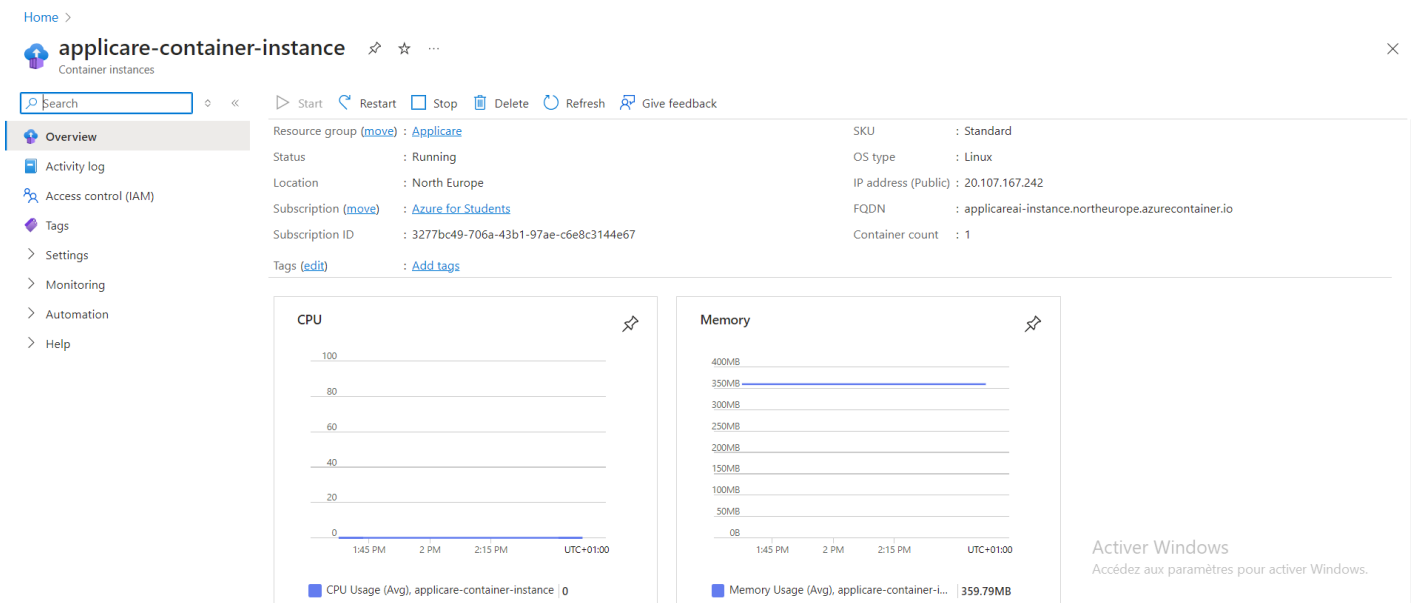 Home >
applicare-container-instance ...
Container instances
Search
Overview
Activity log
Access control (IAM)
Tags
Settings
Monitoring
Automation
Help
Start Restart Stop Delete Refresh Give feedback
Resource group (move) : Applicare
Status : Running
Location : North Europe
Subscription (move) : Azure for Students
Subscription ID : 3277bc49-706a-43b1-97ae-c6e8c3144e67
Tags (edit) : Add tags
SKU : Standard
OS type : Linux
IP address (Public) : 20.107.167.242
FQDN : applicareai-instance.northeurope.azurecontainer.io
Container count : 1
CPU
100
80
60
40
20
0
1:45 PM 2 PM 2:15 PM UTC+01:00
CPU Usage (Avg), applicare-container-instance 0
Memory
400MB
350MB
300MB
250MB
200MB
150MB
100MB
50MB
0B
1:45 PM 2 PM 2:15 PM UTC+01:00
Memory Usage (Avg), applicare-container-i... 359.79MB
Activer Windows
Accédez aux paramètres pour activer Windows.